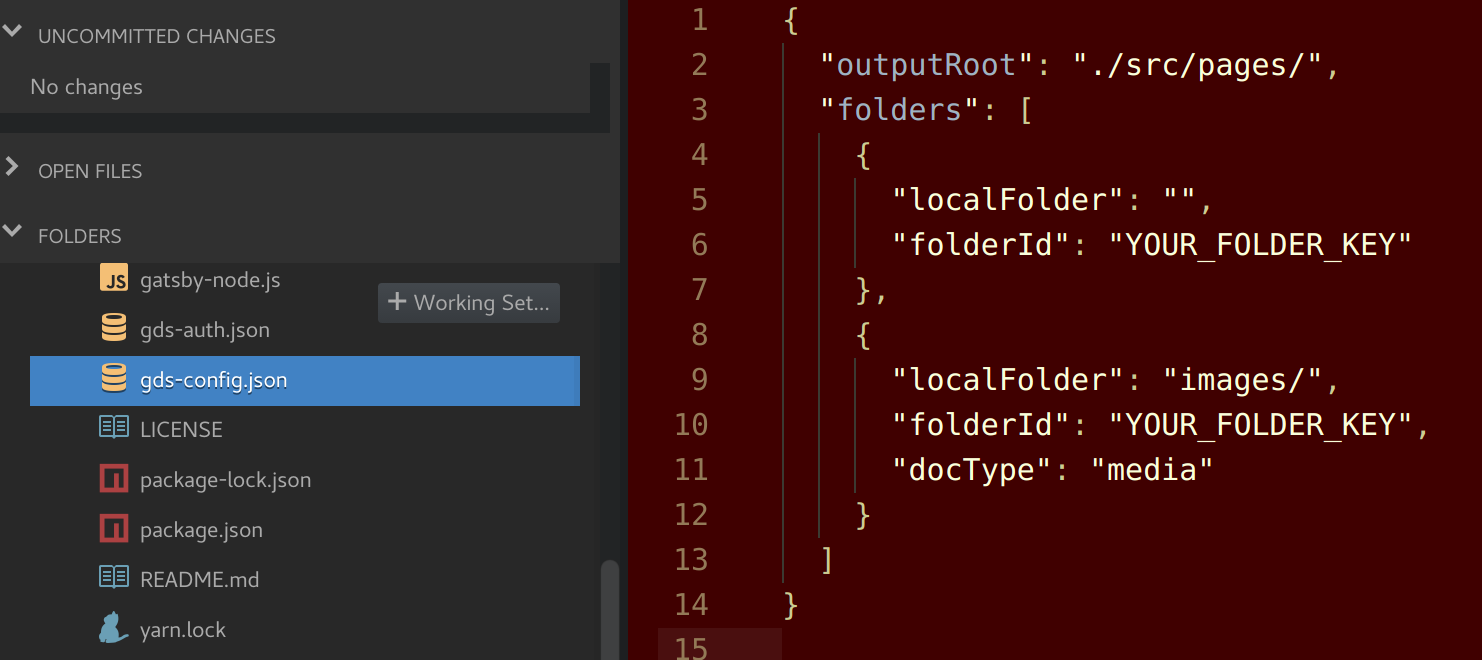 UNCOMMITTED CHANGES
No changes
OPEN FILES
FOLDERS
JS gatsby-node.js
+ Working Set...
gds-auth.json
gds-config.json
LICENSE
package-lock.json
package.json
README.md
yarn.lock
1 {
2 "outputRoot": "./src/pages/",
3 "folders": [
4 {
5 "localFolder": "",
6 "folderId": "YOUR_FOLDER_KEY"
7 },
8 {
9 "localFolder": "images/",
10 "folderId": "YOUR_FOLDER_KEY",
11 "docType": "media"
12 }
13 ]
14 }
15